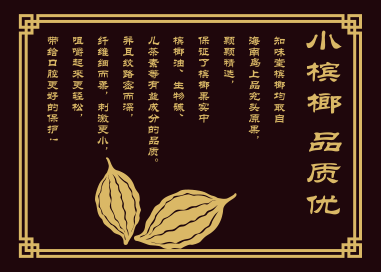 小槟榔 品质优
知味堂槟榔均取自
海南岛上品壳头原果，
颗颗精选，
保证了槟榔果实中
槟榔油、生物碱、
儿茶素等有益成分的品质。
并且纹路密而深，
纤维细而柔，刺激更小，
咀嚼起来更轻松，
带给口腔更好的保护！